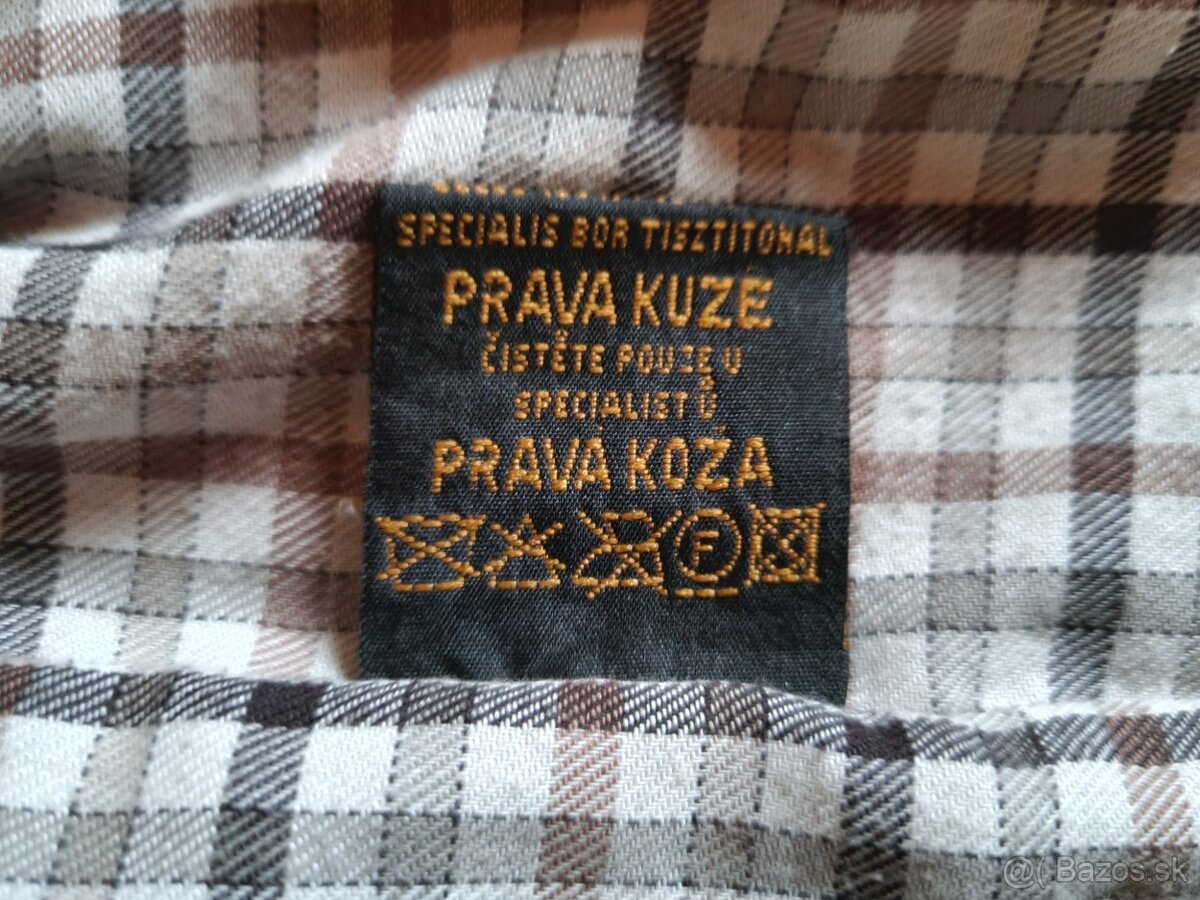 SPECIALIS BOR TISZTITONAL
PRAVA KUZE
ČISTĚTE POUZE U
SPECIALISTŮ
PRAVÁ KOŽA
F
@( Bazos.sk